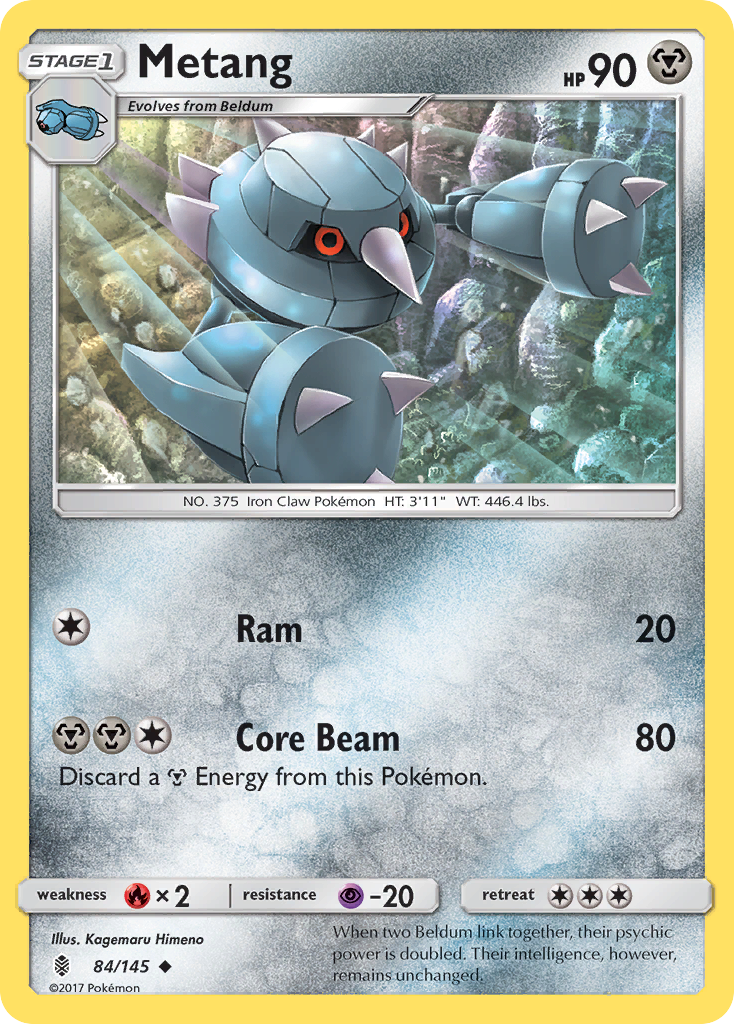 STAGE1
Metang
HP 90
Evolves from Beldum
NO. 375 Iron Claw Pokémon HT: 3'11" WT: 446.4 lbs.
Ram 20
Core Beam 80
Discard a Energy from this Pokémon.
weakness ×2 resistance -20 retreat
Illus. Kagemaru Himeno
84/145
©2017 Pokémon
When two Beldum link together, their psychic
power is doubled. Their intelligence, however,
remains unchanged.